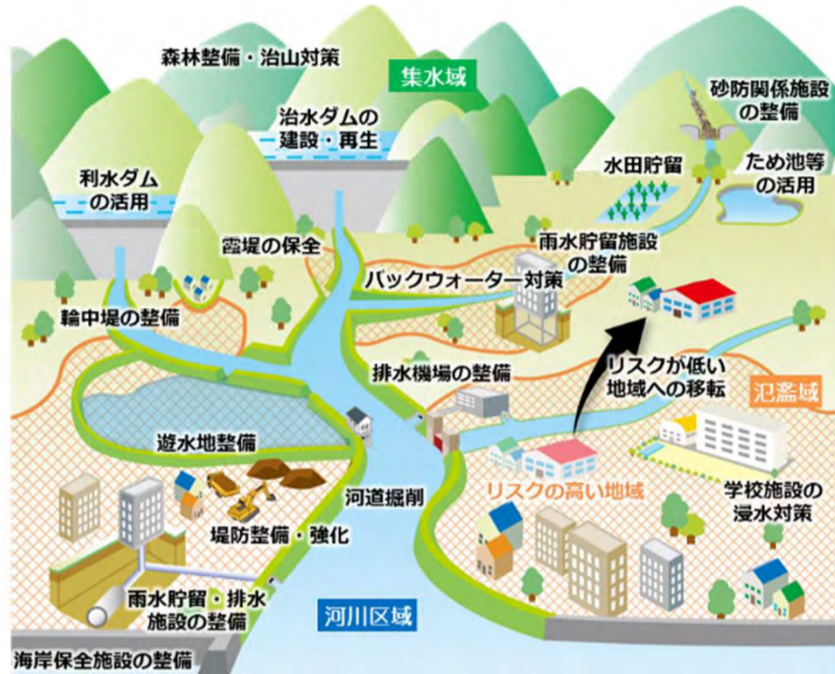 森林整備・治山対策
集水域
砂防関係施設
の整備
治水ダムの
建設・再生
水田貯留
ため池等
の活用
利水ダム
の活用
霞堤の保全
雨水貯留施設
の整備
バックウォーター対策
輪中堤の整備
排水機場の整備
リスクが低い
地域への移転
氾濫域
遊水地整備
リスクの高い地域
学校施設の
浸水対策
河道掘削
堤防整備・強化
雨水貯留・排水
施設の整備
河川区域
海岸保全施設の整備